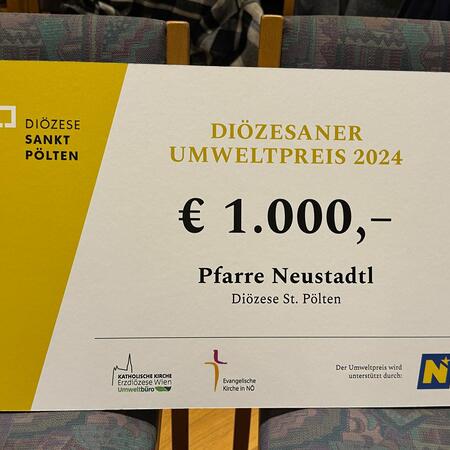 DIÖZESE
SANKT
PÖLTEN
DIÖZESANER
UMWELTPREIS 2024
€ 1.000,–
Pfarre Neustadtl
Diözese St. Pölten
KATHOLISCHE KIRCHE
Erzdiözese Wien
Umweltbüro
Evangelische
Kirche in NÖ
Der Umweltpreis wird
unterstützt durch:
N